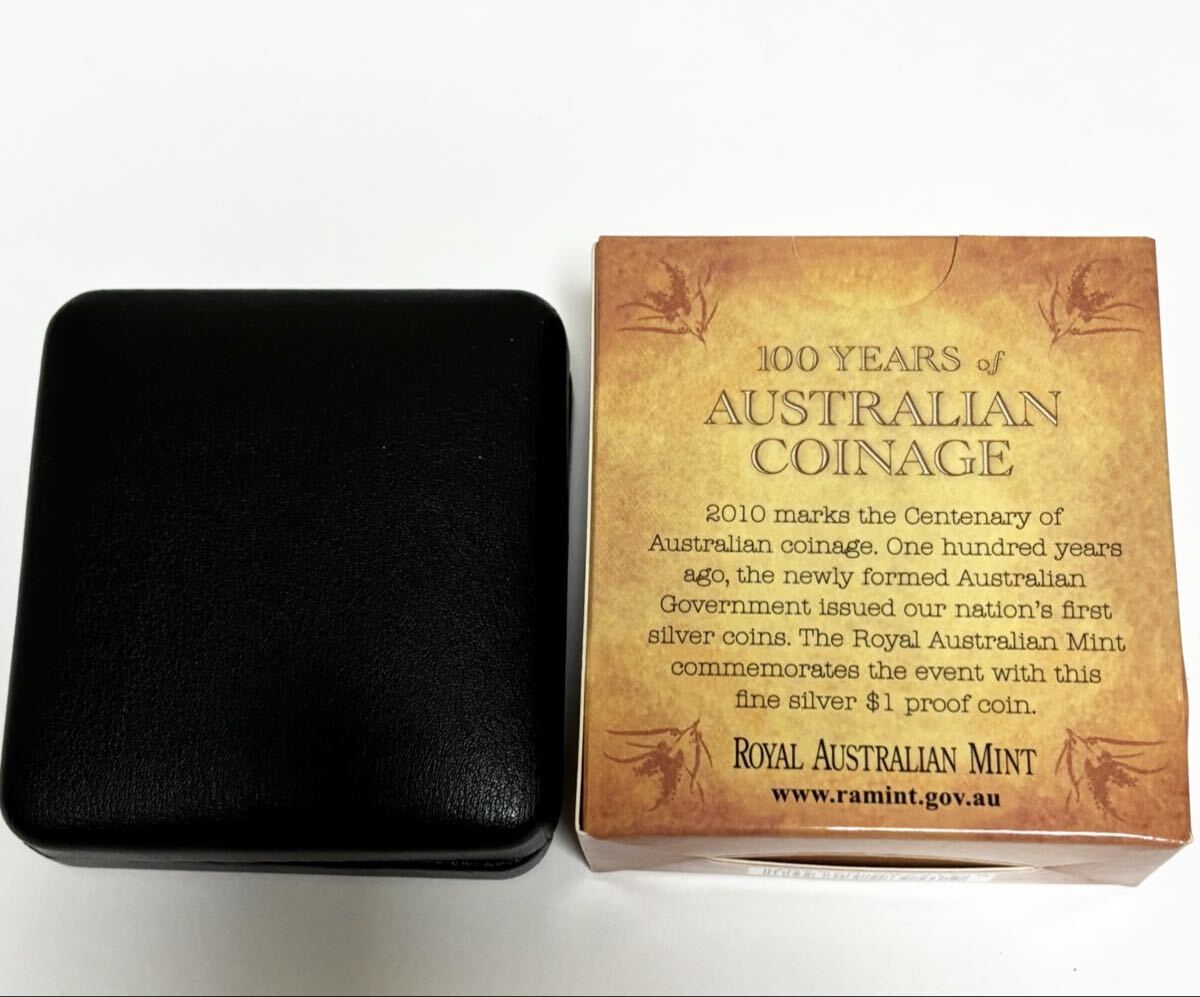 100 YEARS of
AUSTRALIAN
COINAGE
2010 marks the Centenary of
Australian coinage. One hundred years
ago, the newly formed Australian
Government issued our nation's first
silver coins. The Royal Australian Mint
commemorates the event with this
fine silver $1 proof coin.
ROYAL AUSTRALIAN MINT
www.ramint.gov.au